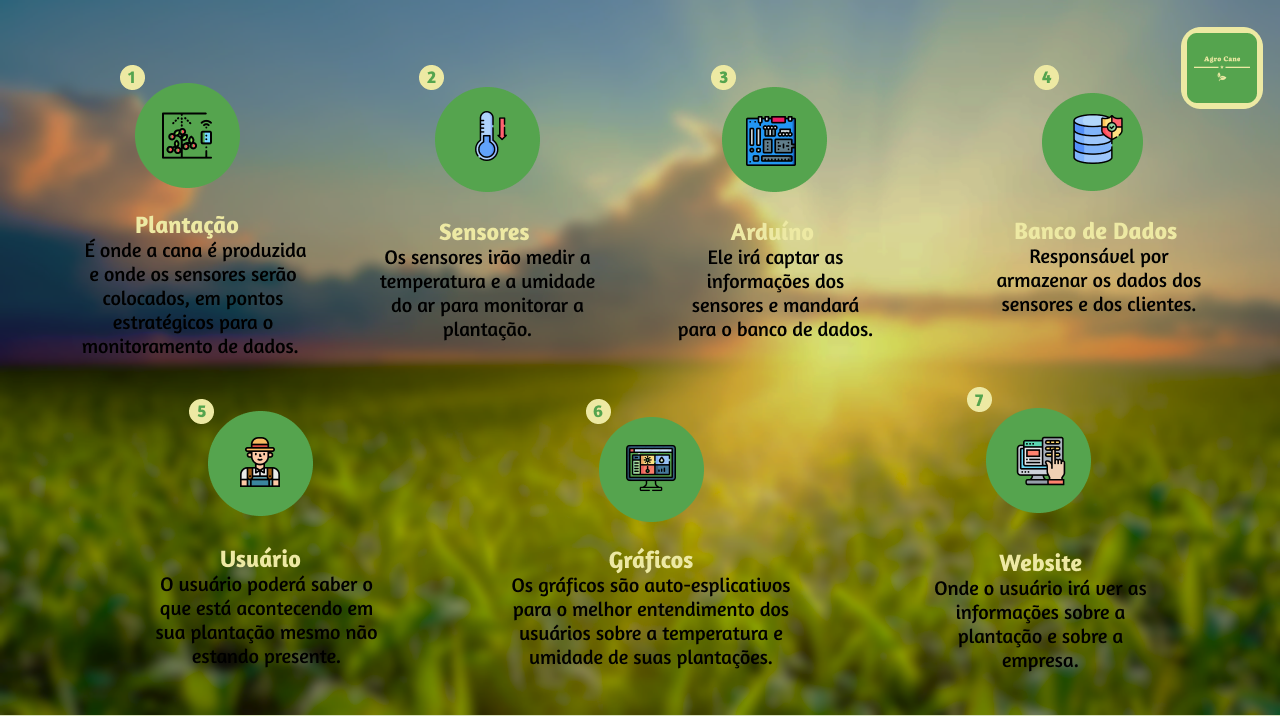 Agro Cane
1
Plantação
É onde a cana é produzida
e onde os sensores serão
colocados, em pontos
estratégicos para o
monitoramento de dados.
2
Sensores
Os sensores irão medir a
temperatura e a umidade
do ar para monitorar a
plantação.
3
Arduíno
Ele irá captar as
informações dos
sensores e mandará
para o banco de dados.
4
Banco de Dados
Responsável por
armazenar os dados dos
sensores e dos clientes.
5
Usuário
O usuário poderá saber o
que está acontecendo em
sua plantação mesmo não
estando presente.
6
Gráficos
Os gráficos são auto-esplicativos
para o melhor entendimento dos
usuários sobre a temperatura e
umidade de suas plantações.
7
Website
Onde o usuário irá ver as
informações sobre a
plantação e sobre a
empresa.